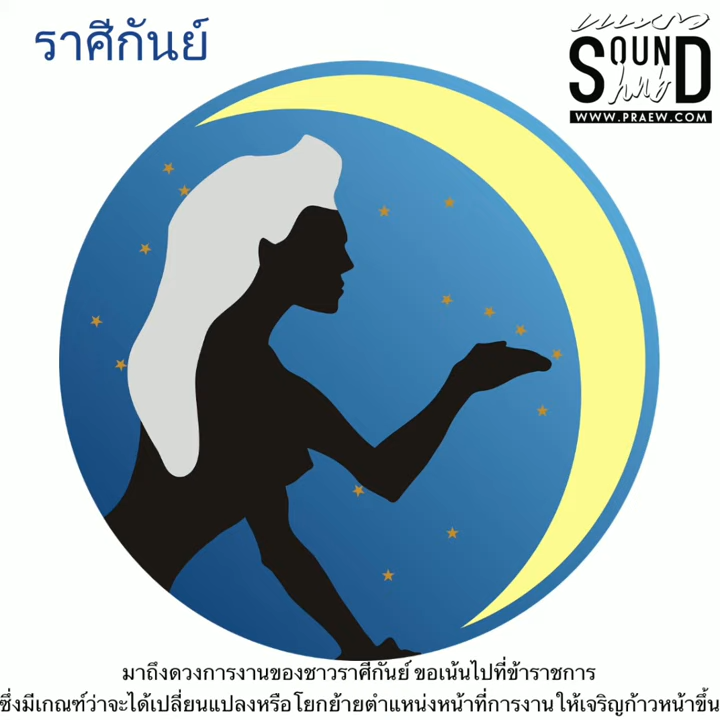 ราศีกันย์
แพรว
SOUND
hub
WWW.PRAEW.COM
มาถึงดวงการงานของชาวราศีกันย์ ขอเน้นไปที่ข้าราชการ
ซึ่งมีเกณฑ์ว่าจะได้เปลี่ยนแปลงหรือโยกย้ายตำแหน่งหน้าที่การงาน ให้เจริญก้าวหน้าขึ้น